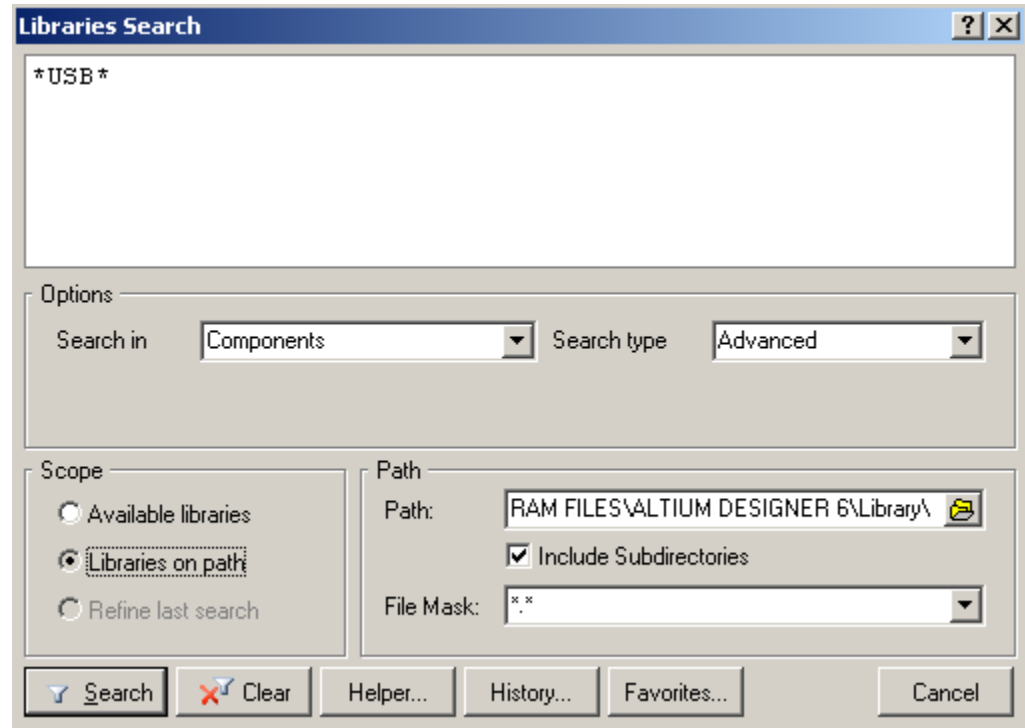 Libraries Search
*USB*
Options
Search in Components Search type Advanced
Scope
Available libraries
Libraries on path
Refine last search
Path
Path: RAM FILES\ALTIUM DESIGNER 6\Library\
Include Subdirectories
File Mask: *.*
Search Clear Helper... History... Favorites... Cancel